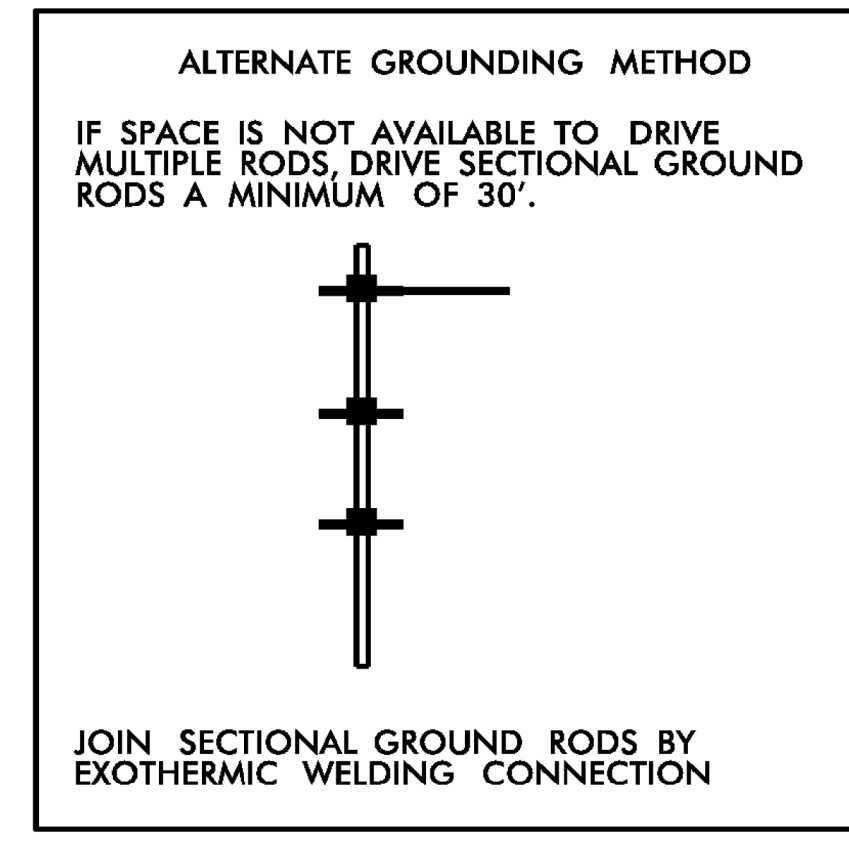 ALTERNATE GROUNDING METHOD
IF SPACE IS NOT AVAILABLE TO DRIVE
MULTIPLE RODS, DRIVE SECTIONAL GROUND
RODS A MINIMUM OF 30'.
JOIN SECTIONAL GROUND RODS BY
EXOTHERMIC WELDING CONNECTION